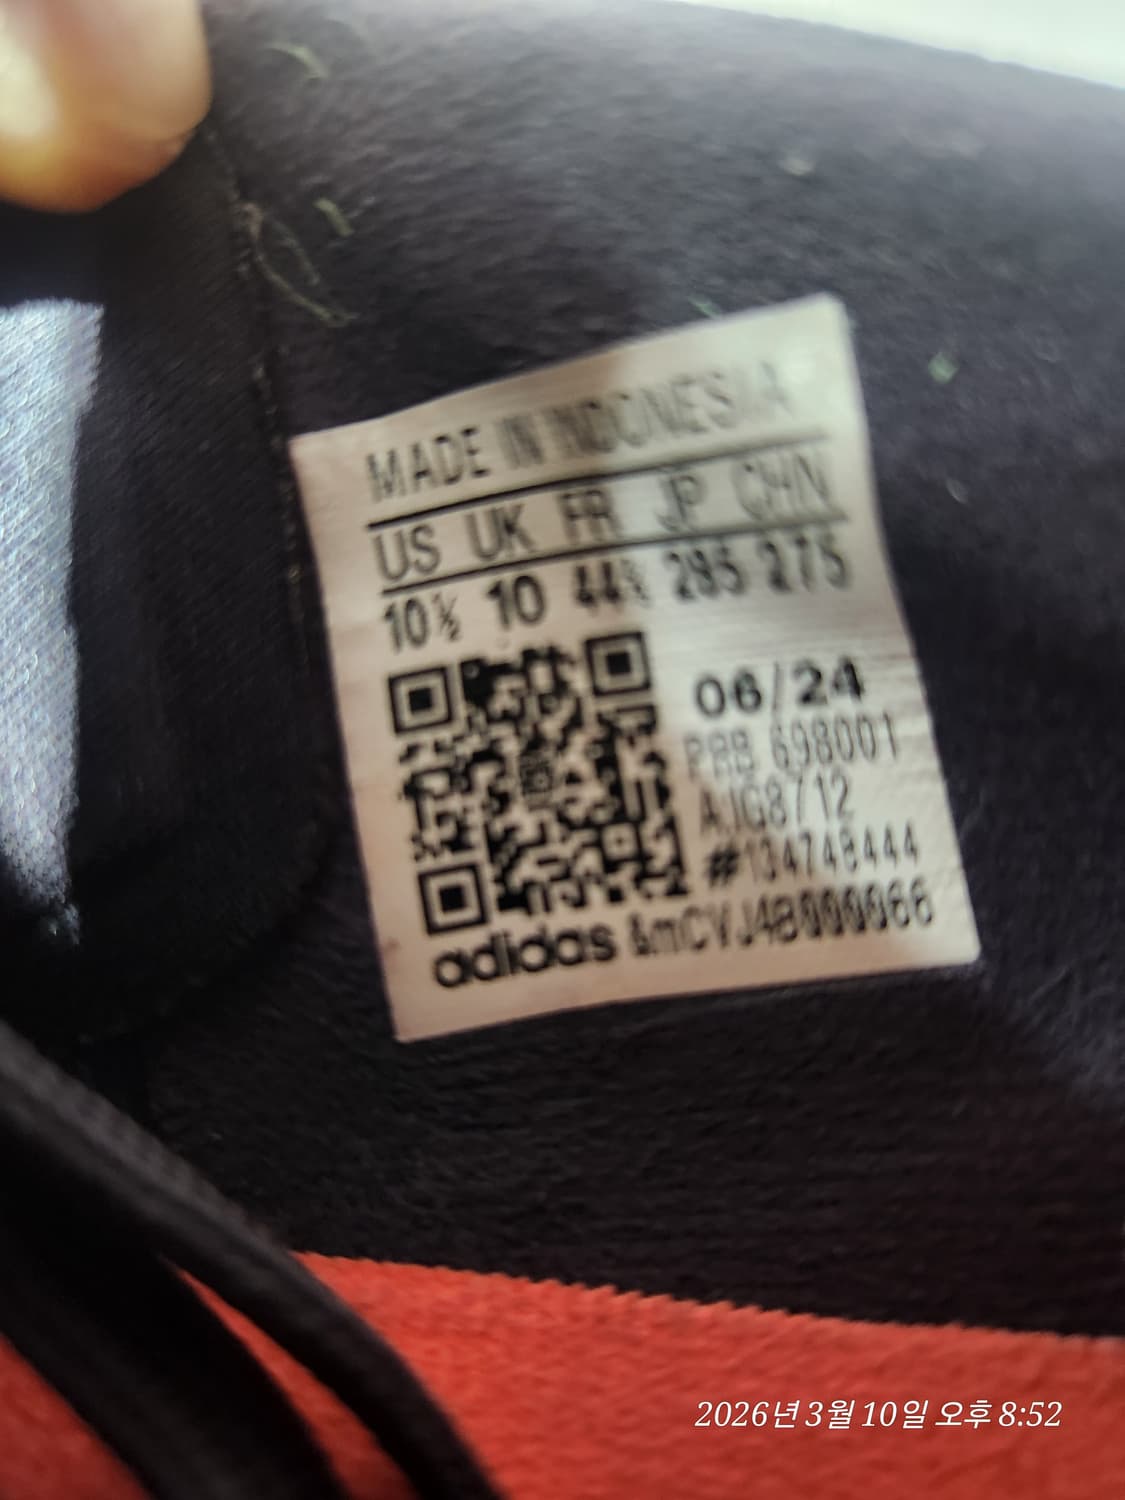 MADE IN INDONESIA
US UK FR JP CHN
10½ 10 44⅔ 285 275
06/24
PRB 698001
#134748444
adidas &mCVJ4B000066
2026년 3월 10일 오후 8:52